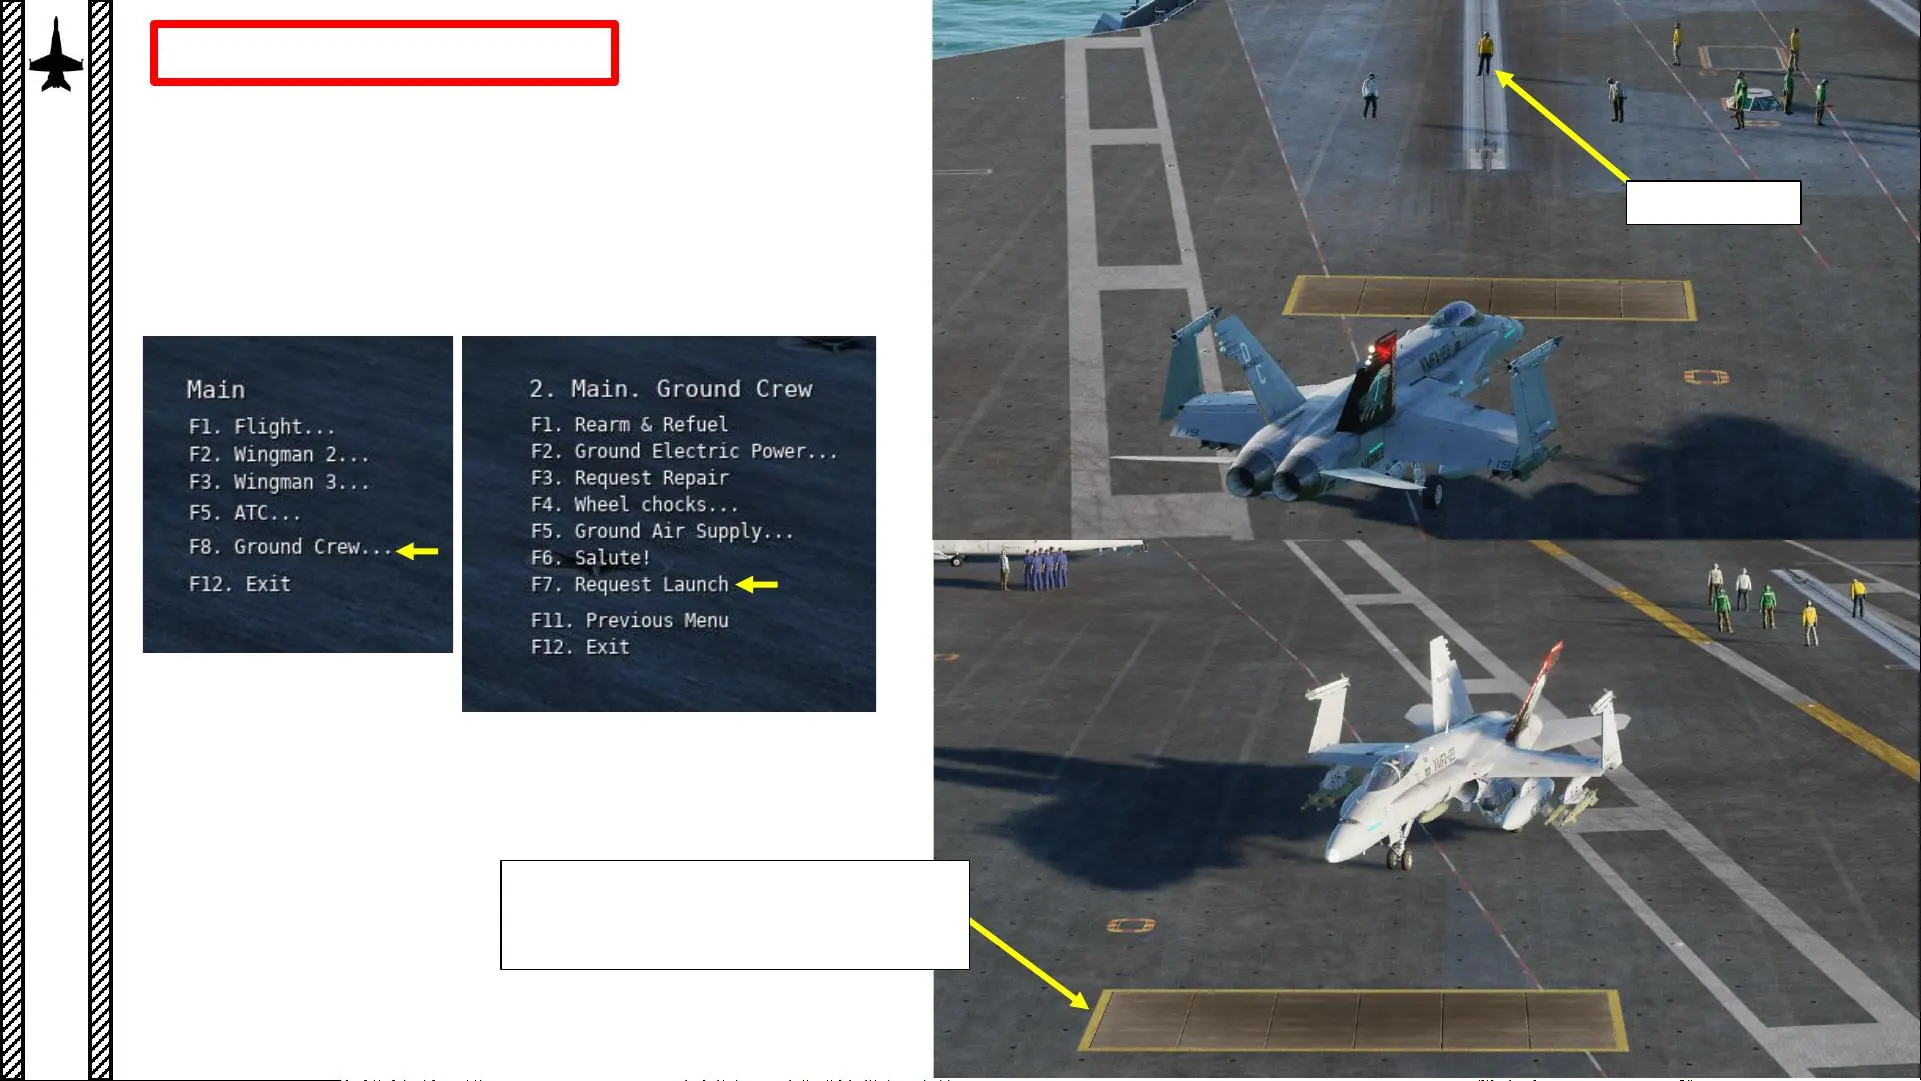 Main
F1. Flight...
F2. Wingman 2...
F3. Wingman 3...
F5. ATC...
F8. Ground Crew...
F12. Exit
2. Main. Ground Crew
F1. Rearm & Refuel
F2. Ground Electric Power...
F3. Request Repair
F4. Wheel chocks...
F5. Ground Air Supply...
F6. Salute!
F7. Request Launch
F11. Previous Menu
F12. Exit